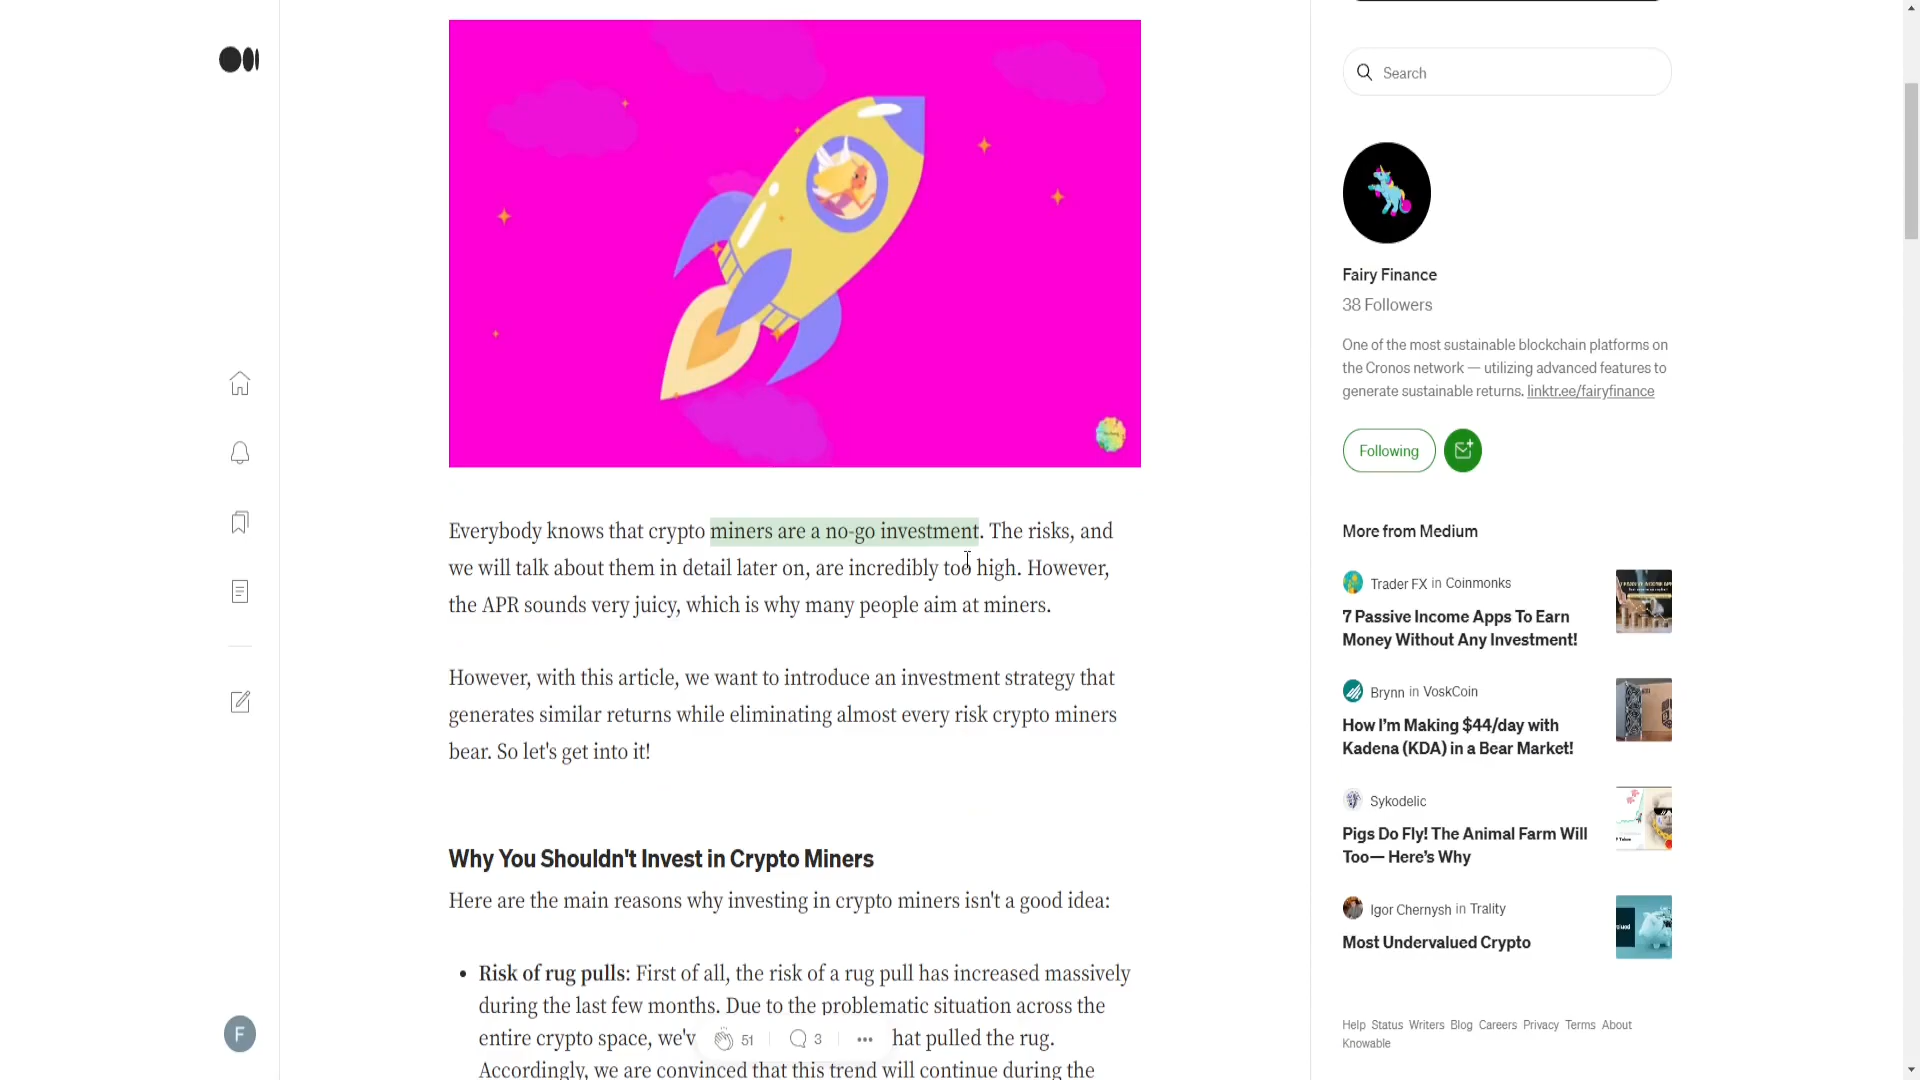 Everybody knows that crypto miners are a no-go investment. The risks, and
we will talk about them in detail later on, are incredibly too high. However,
the APR sounds very juicy, which is why many people aim at miners.
However, with this article, we want to introduce an investment strategy that
generates similar returns while eliminating almost every risk crypto miners
bear. So let's get into it!
Why You Shouldn't Invest in Crypto Miners
Here are the main reasons why investing in crypto miners isn't a good idea:
• Risk of rug pulls: First of all, the risk of a rug pull has increased massively
during the last few months. Due to the problematic situation across the
entire crypto space, we'v hat pulled the rug.
Accordingly, we are convinced that this trend will continue during the
51
3
F
Search
Fairy Finance
38 Followers
One of the most sustainable blockchain platforms on
the Cronos network — utilizing advanced features to
generate sustainable returns. linktr.ee/fairyfinance
Following
More from Medium
Trader FX in Coinmonks
7 Passive Income Apps To Earn
Money Without Any Investment!
Brynn in VoskCoin
How I'm Making $44/day with
Kadena (KDA) in a Bear Market!
Sykodelic
Pigs Do Fly! The Animal Farm Will
Too— Here's Why
Igor Chernysh in Trality
Most Undervalued Crypto
Help Status Writers Blog Careers Privacy Terms About
Knowable